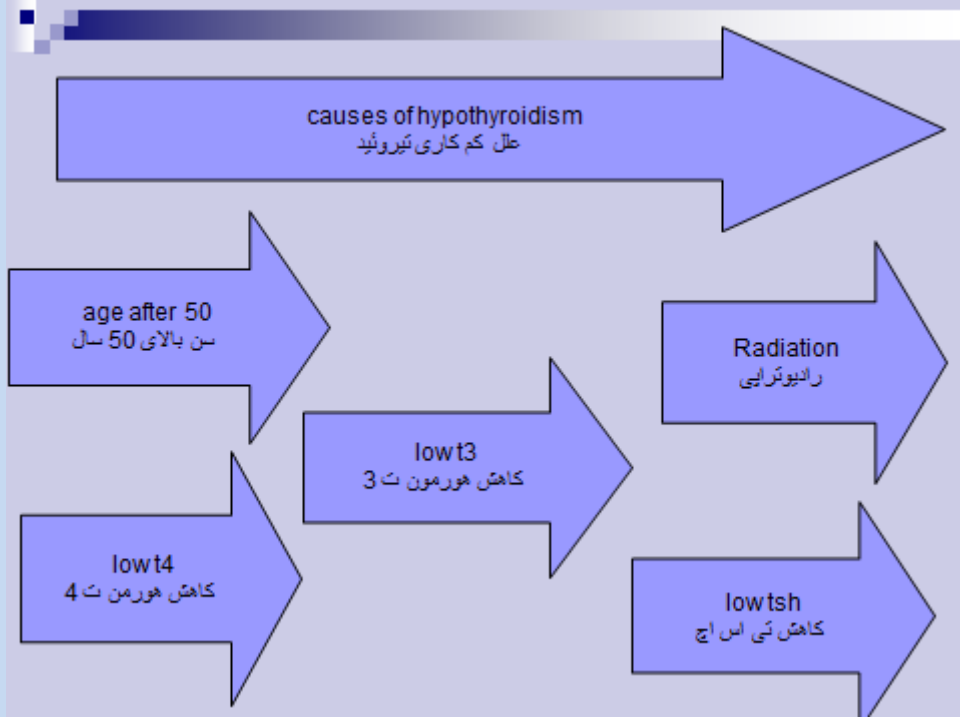 causes of hypothyroidism
علل کم کاری تیروئید
age after 50
سن بالای 50 سال
Radiation
رادیوتراپی
low t3
کاهش هورمون ت 3
low t4
کاهش هورمن ت 4
low tsh
کاهش تی اس اچ